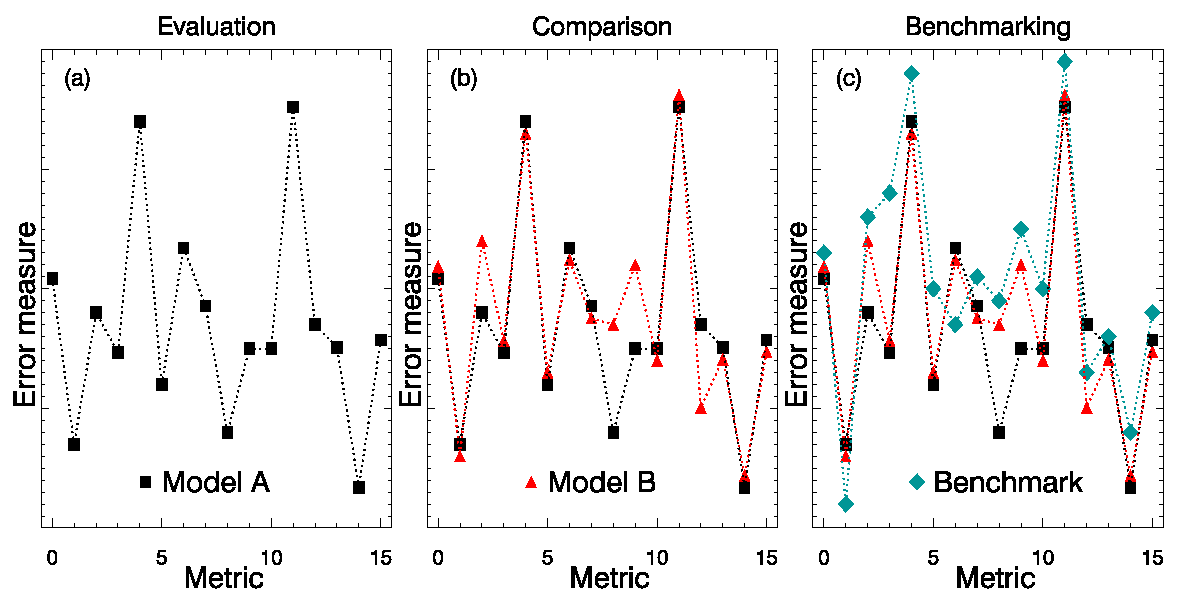 Evaluation
Comparison
Benchmarking
(a)
(b)
(c)
Error measure
Error measure
Error measure
Model A
Model B
Benchmark
0 5 10 15
0 5 10 15
0 5 10 15
Metric
Metric
Metric